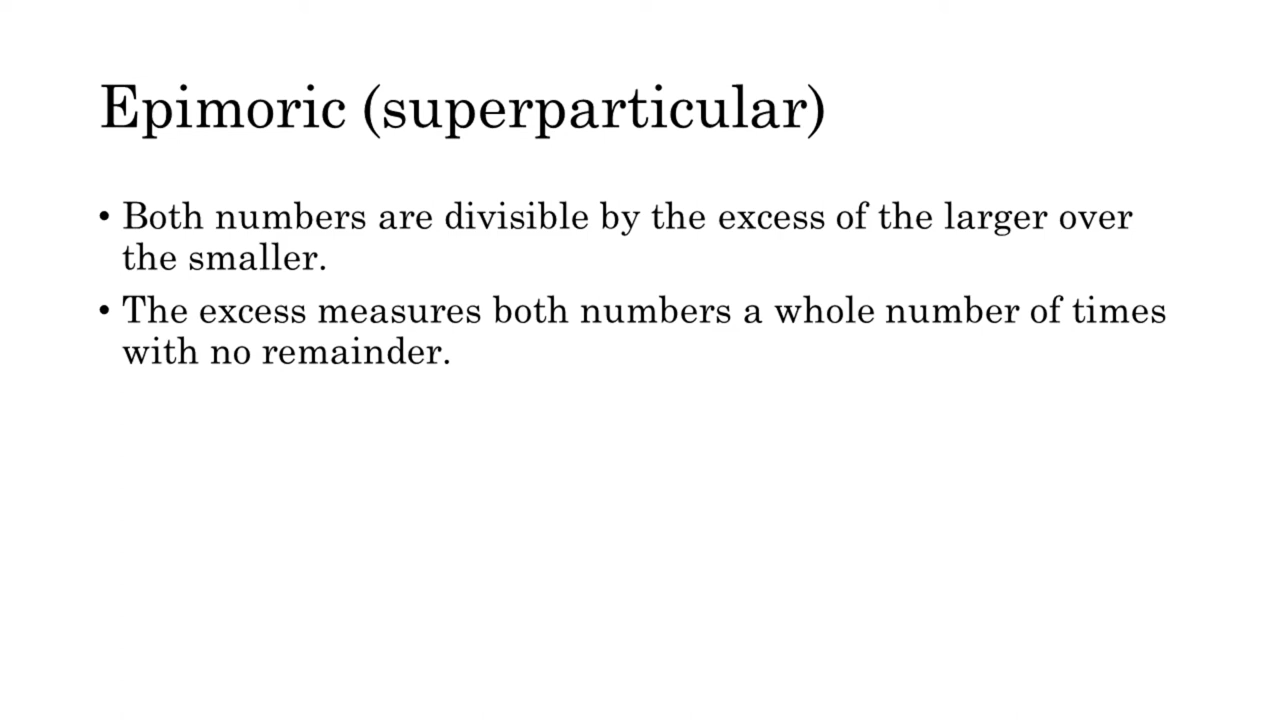 Epimoric (superparticular)
• Both numbers are divisible by the excess of the larger over
the smaller.
• The excess measures both numbers a whole number of times
with no remainder.